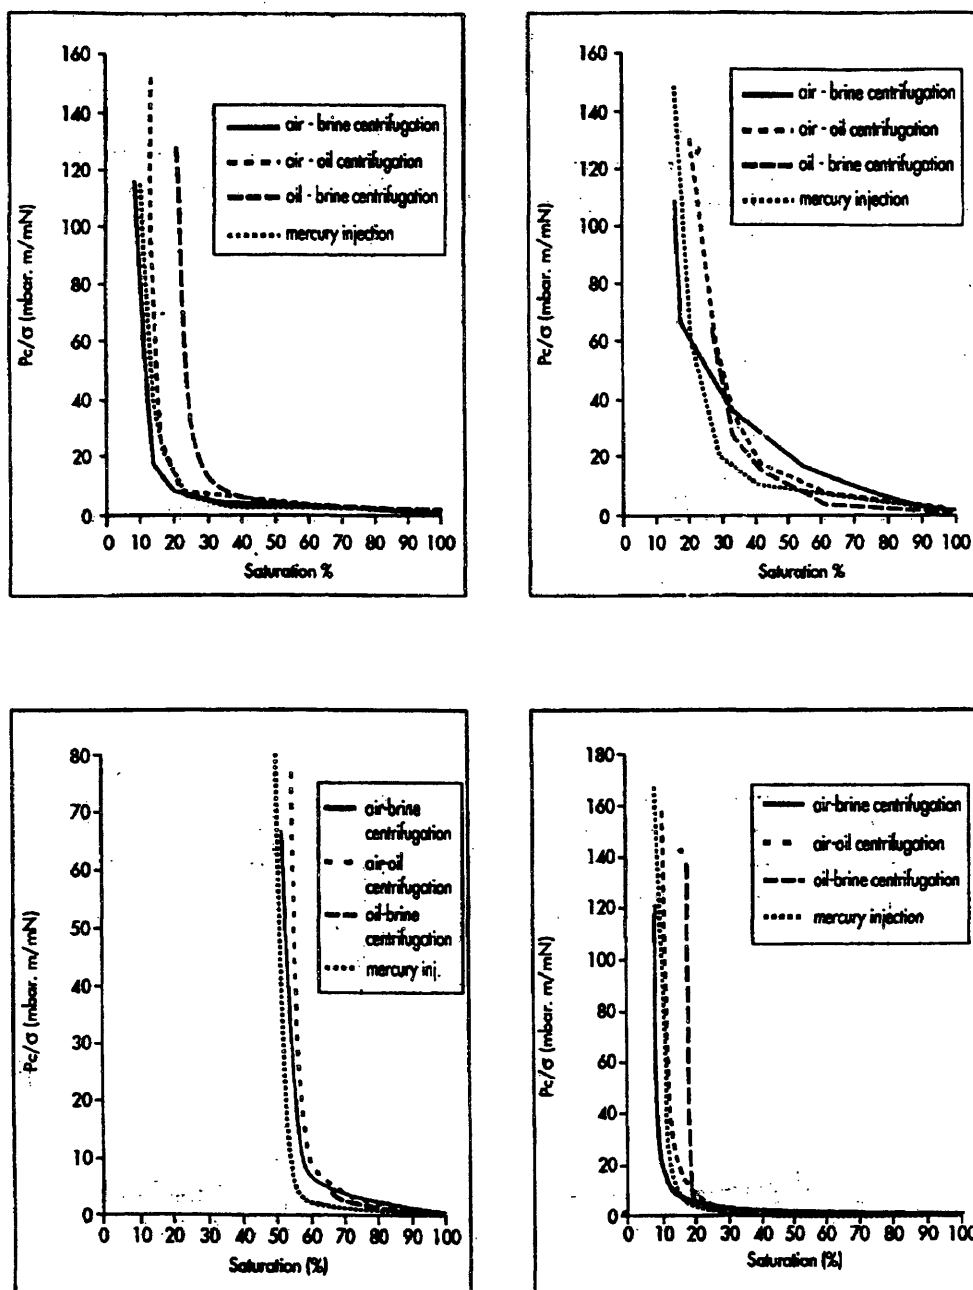 160
140
120
100
80
60
40
20
0
Pc/σ (mbar. m/mN)
air - brine centrifugation
air - oil centrifugation
oil - brine centrifugation
mercury injection
0 10 20 30 40 50 60 70 80 90 100
Saturation %
160
140
120
100
80
60
40
20
0
Pc/σ (mbar. m/mN)
air - brine centrifugation
air - oil centrifugation
oil - brine centrifugation
mercury injection
0 10 20 30 40 50 60 70 80 90 100
Saturation %
80
70
60
50
40
30
20
10
0
Pc/σ (mbar. m/mN)
air-brine
centrifugation
air-oil
centrifugation
oil-brine
centrifugation
mercury inj.
0 10 20 30 40 50 60 70 80 90 100
Saturation (%)
180
160
140
120
100
80
60
40
20
0
Pc/σ (mbar. m/mN)
air-brine centrifugation
air-oil centrifugation
oil-brine centrifugation
mercury injection
0 10 20 30 40 50 60 70 80 90 100
Saturation (%)